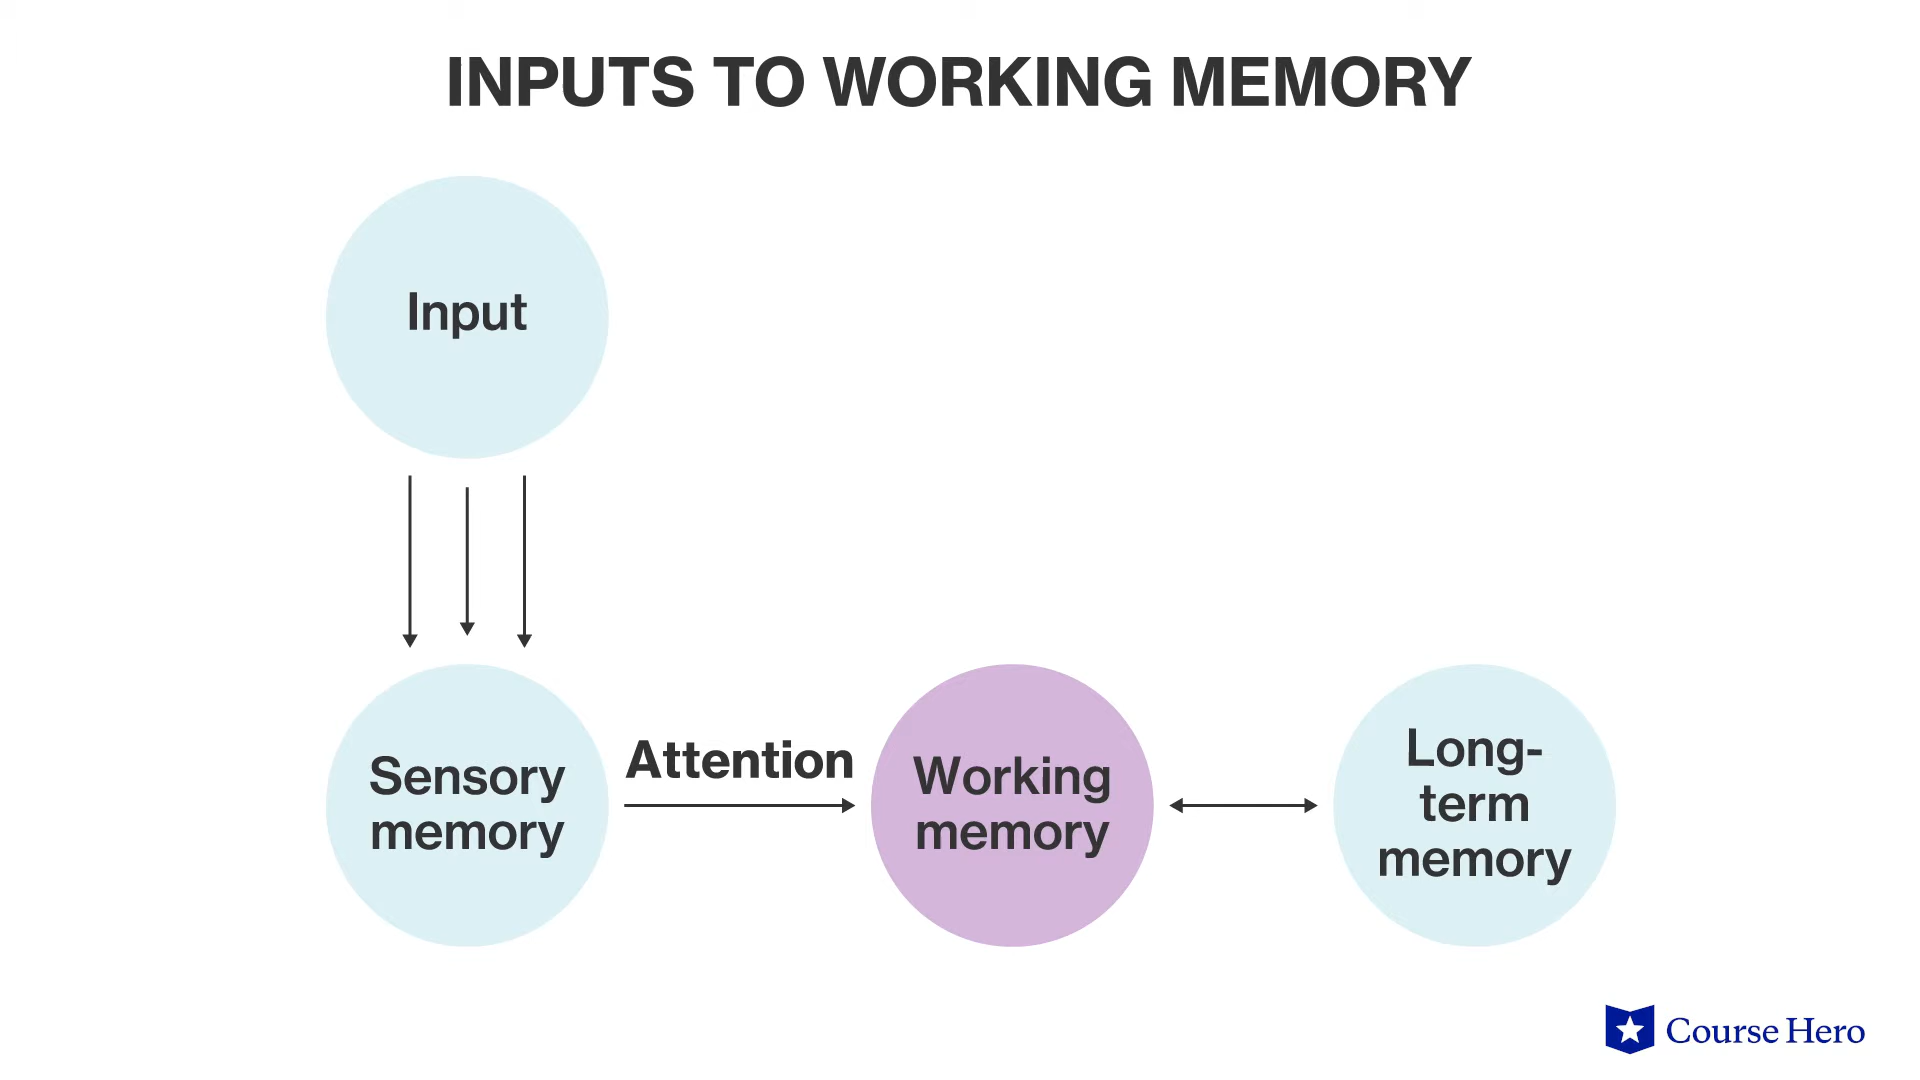 INPUTS TO WORKING MEMORY
Input
Sensory
memory
Attention
Working
memory
Long-
term
memory
Course Hero